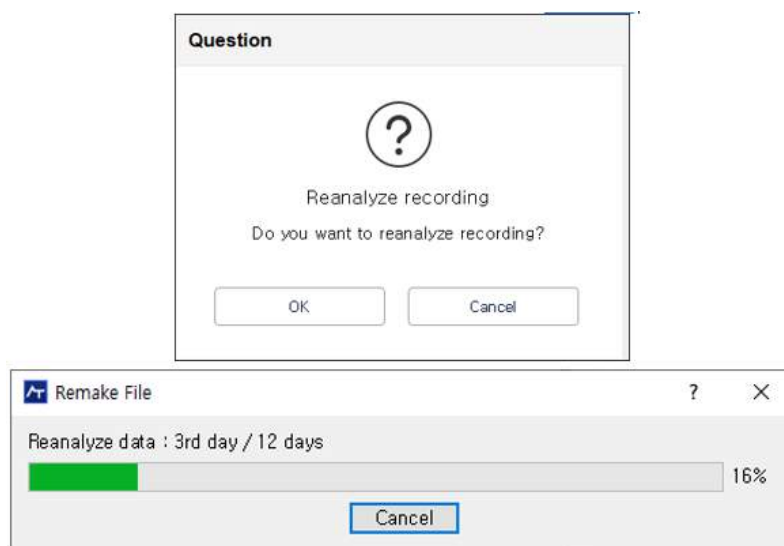 Question
?
Reanalyze recording
Do you want to reanalyze recording?
OK Cancel
Remake File ?
Reanalyze data : 3rd day / 12 days
16%
Cancel